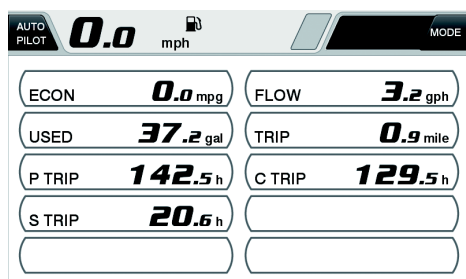 AUTO PILOT 0.0 mph MODE
ECON 0.0 mpg FLOW 3.2 gph
USED 37.2 gal TRIP 0.9 mile
P TRIP 142.5 h C TRIP 129.5 h
S TRIP 20.6 h